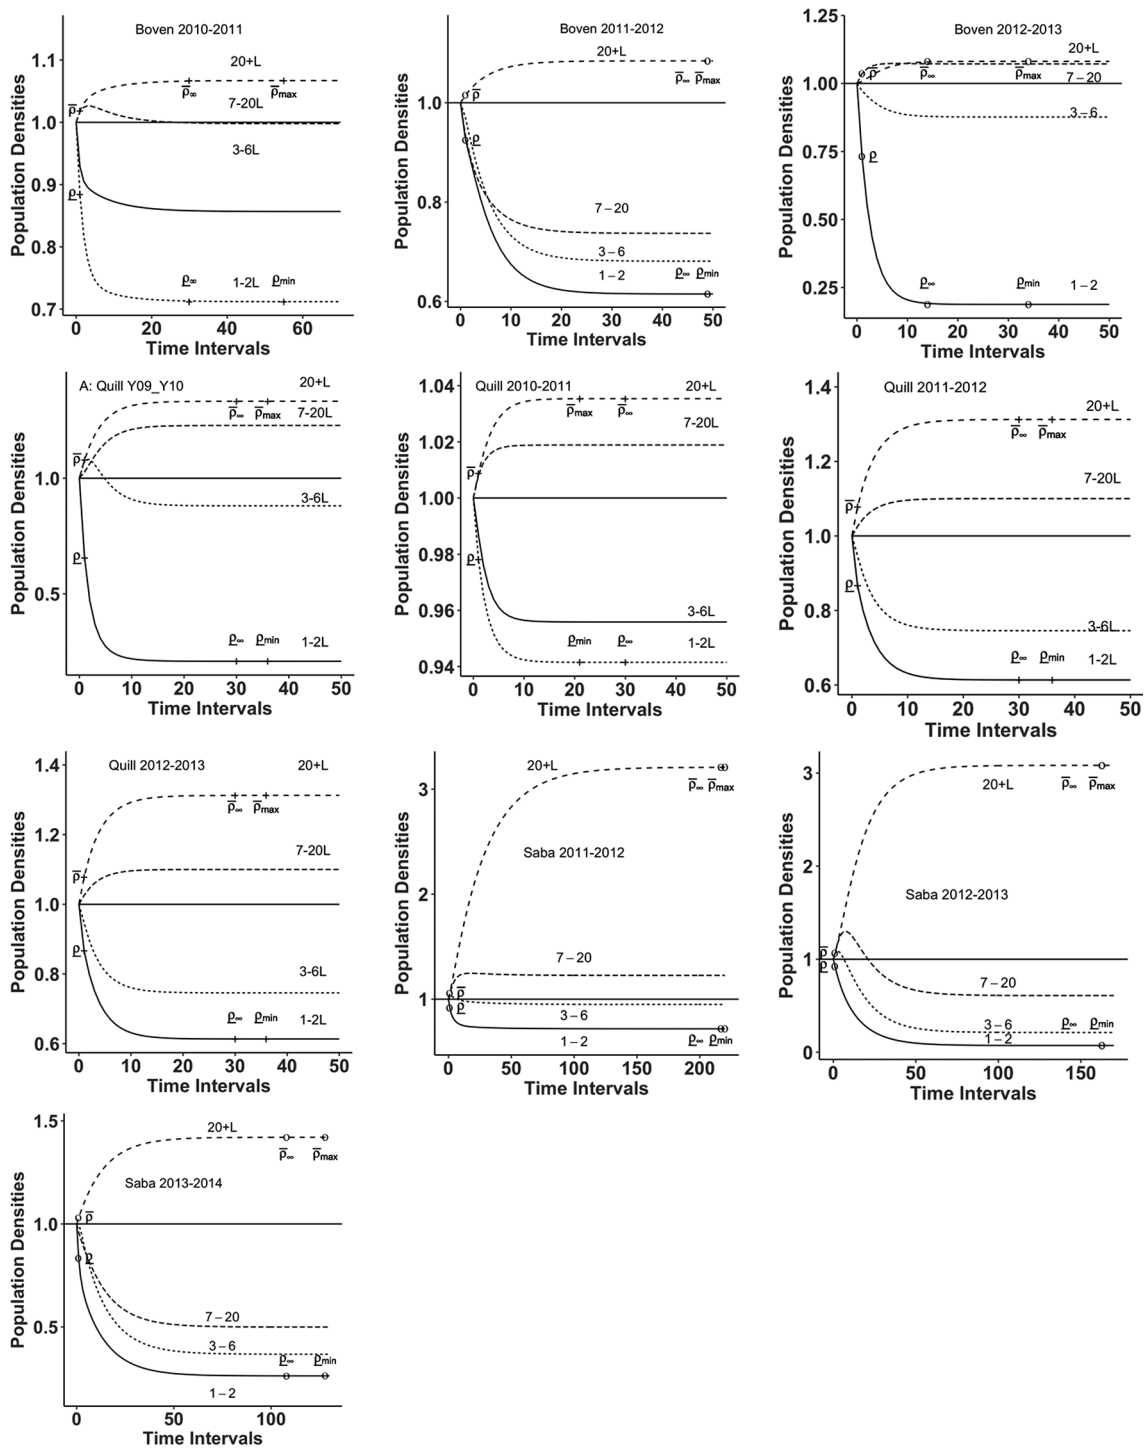 Boven 2010-2011
Population Densities
1.1
1.0
0.9
0.8
0.7
20+L
ρ̅∞
ρ̅max
7-20L
ρ̅
3-6L
ρ̲
ρ̲∞
1-2L
ρ̲min
0
20
40
60
Time Intervals
Boven 2011-2012
Population Densities
1.0
0.8
0.6
20+L
ρ̅∞ ρ̅max
ρ̅
ρ̲
7 – 20
3 – 6
1 – 2
ρ̲∞ ρ̲min
0 10 20 30 40 50
Time Intervals
Boven 2012-2013
Population Densities
1.25
1.00
0.75
0.50
0.25
20+L
ρ̅
ρ̅∞
ρ̅max
7 – 20
3 – 6
ρ̲
ρ̲∞
ρ̲min
1 – 2
0 10 20 30 40 50
Time Intervals
A: Quill Y09_Y10
Population Densities
1.0
0.5
20+L
ρ̅∞ ρ̅max
7-20L
ρ̅
3-6L
ρ̲
ρ̲∞ ρ̲min
1-2L
0 10 20 30 40 50
Time Intervals
Quill 2010-2011
Population Densities
1.04
1.02
1.00
0.98
0.96
0.94
20+L
ρ̅max ρ̅∞
7-20L
ρ̅
ρ̲
3-6L
ρ̲min ρ̲∞
1-2L
0 10 20 30 40 50
Time Intervals
Quill 2011-2012
Population Densities
1.4
1.2
1.0
0.8
0.6
20+L
ρ̅∞ ρ̅max
7-20L
ρ̅
ρ̲
3-6L
ρ̲∞ ρ̲min
1-2L
0 10 20 30 40 50
Time Intervals
Quill 2012-2013
Population Densities
1.4
1.2
1.0
0.8
0.6
20+L
ρ̅∞ ρ̅max
7-20L
ρ̅
ρ̲
3-6L
ρ̲∞ ρ̲min
1-2L
0 10 20 30 40 50
Time Intervals
Saba 2011-2012
Population Densities
3
2
1
20+L
ρ̅∞ ρ̅max
7 – 20
ρ̅
ρ̲
3 – 6
1 – 2
ρ̲∞ ρ̲min
0 50 100 150 200
Time Intervals
Saba 2012-2013
Population Densities
3
2
1
0
20+L
ρ̅∞ ρ̅max
ρ̅
ρ̲
7 – 20
3 – 6
ρ̲∞ ρ̲min
1 – 2
0 50 100 150
Time Intervals
Saba 2013-2014
Population Densities
1.5
1.0
0.5
20+L
ρ̅∞ ρ̅max
ρ̅
ρ̲
7 – 20
3 – 6
ρ̲∞ ρ̲min
1 – 2
0 50 100
Time Intervals